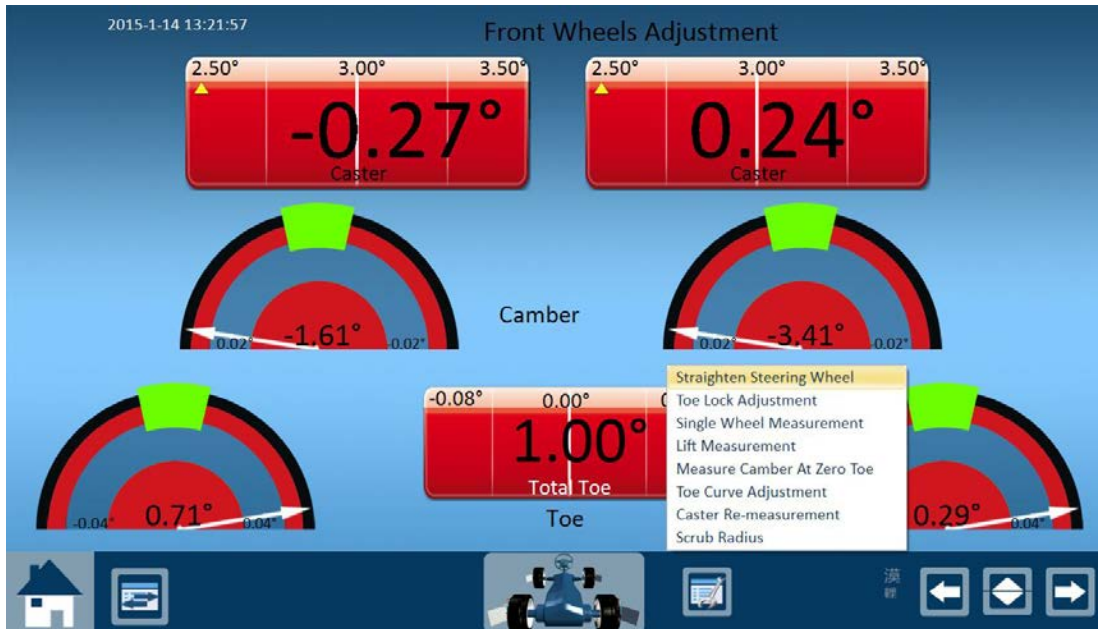 2015-1-14 13:21:57
Front Wheels Adjustment
2.50° 3.00° 3.50°
-0.27°
Caster
2.50° 3.00° 3.50°
0.24°
Caster
-1.61°
0.02° -0.02°
Camber
-3.41°
0.02° -0.02°
-0.08° 0.00°
1.00°
Total Toe
Toe
0.71°
-0.04° 0.04°
0.29°
0.04°
Straighten Steering Wheel
Toe Lock Adjustment
Single Wheel Measurement
Lift Measurement
Measure Camber At Zero Toe
Toe Curve Adjustment
Caster Re-measurement
Scrub Radius